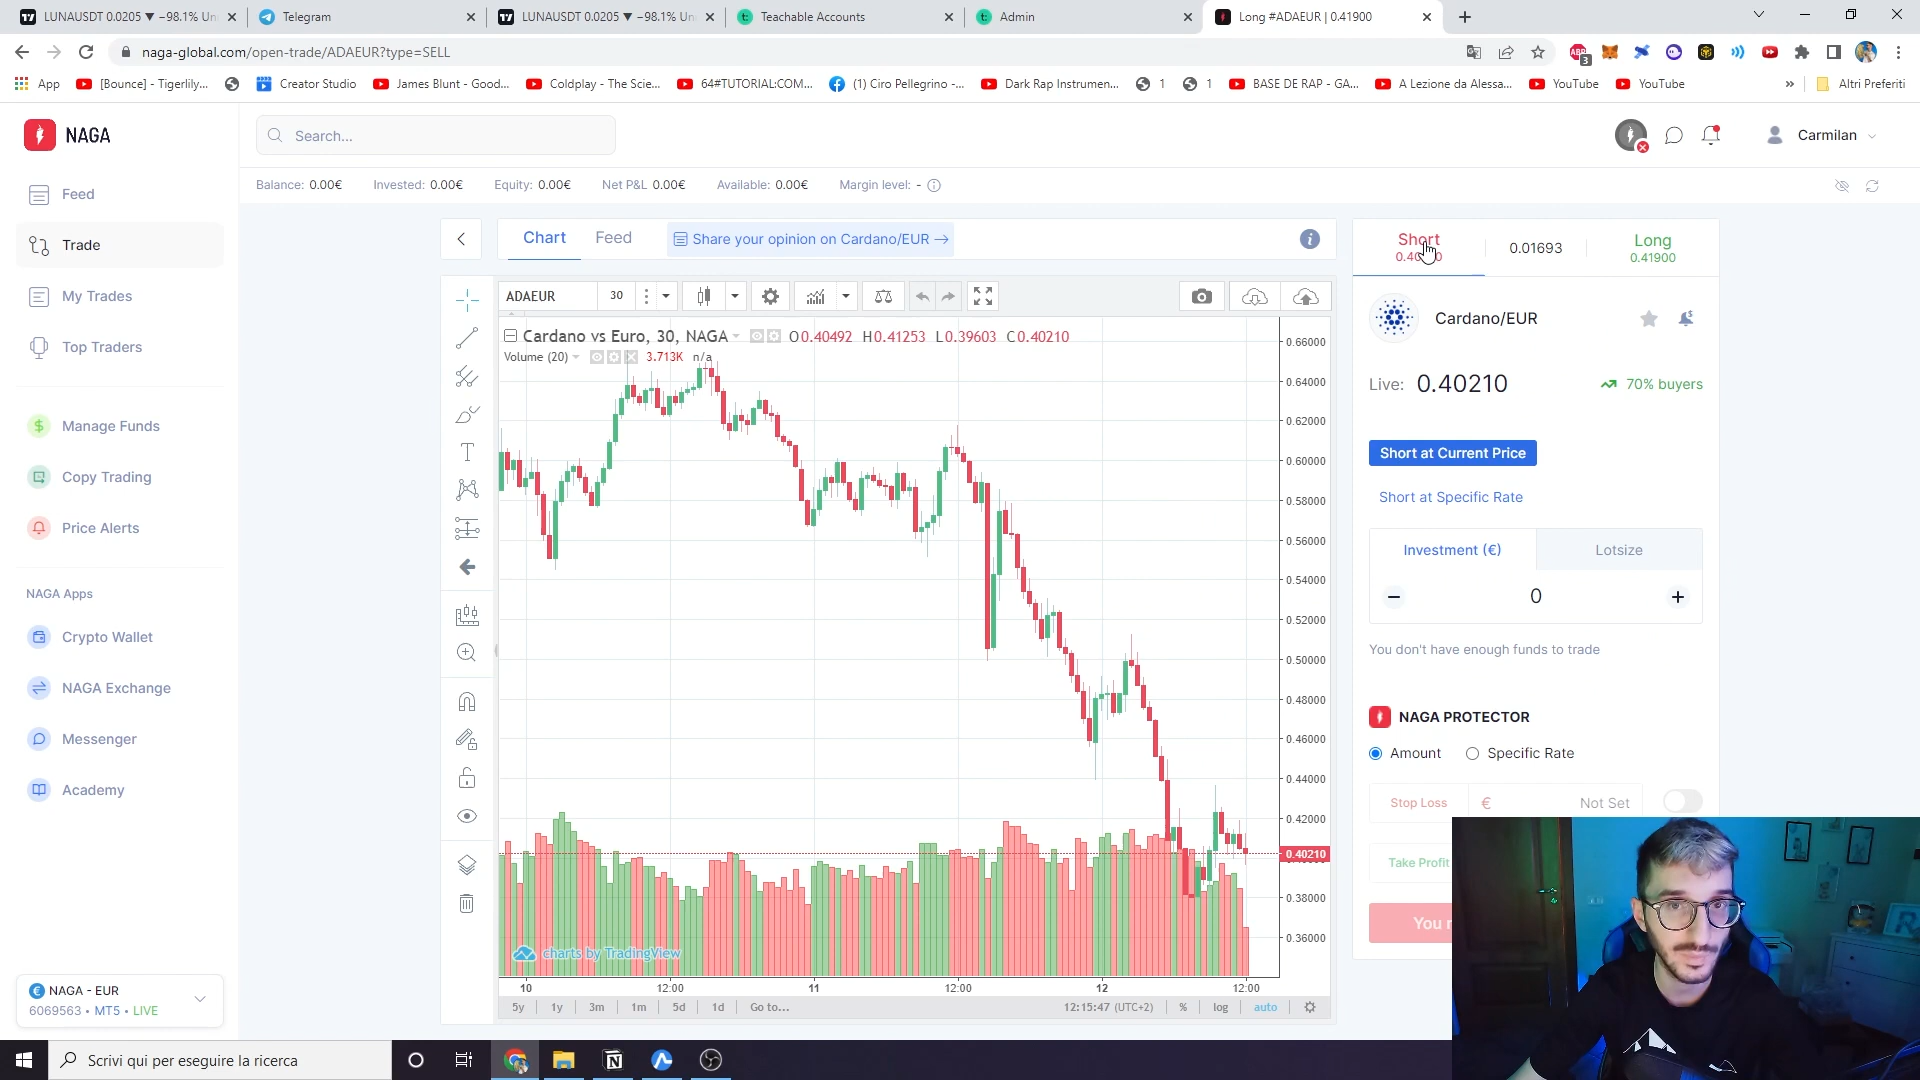 LUNAUSDT 0.0205 ▼ −98.1% Un
Telegram
LUNAUSDT 0.0205 ▼ −98.1% Un
Teachable Accounts
Admin
Long #ADAEUR | 0.41900
naga-global.com/open-trade/ADAEUR?type=SELL
App
[Bounce] - Tigerlily...
Creator Studio
James Blunt - Good...
Coldplay - The Scie...
64#TUTORIAL:COM...
(1) Ciro Pellegrino -...
Dark Rap Instrumen...
1
1
BASE DE RAP - GA...
A Lezione da Alessa...
YouTube
YouTube
»
Altri Preferiti
NAGA
Search...
Carmilan
Balance: 0.00€ Invested: 0.00€ Equity: 0.00€ Net P&L 0.00€ Available: 0.00€ Margin level: -
Feed
Trade
My Trades
Top Traders
Manage Funds
Copy Trading
Price Alerts
NAGA Apps
Crypto Wallet
NAGA Exchange
Messenger
Academy
NAGA - EUR
6069563 • MT5 • LIVE
Chart
Feed
Share your opinion on Cardano/EUR →
ADAEUR
30
Cardano vs Euro, 30, NAGA
O0.40492 H0.41253 L0.39603 C0.40210
Volume (20)
3.713K n/a
0.66000
0.64000
0.62000
0.60000
0.58000
0.56000
0.54000
0.52000
0.50000
0.48000
0.46000
0.44000
0.42000
0.40210
0.38000
0.36000
charts by TradingView
10
12:00
11
12:00
12
12:00
5y
1y
3m
1m
5d
1d
Go to...
12:15:47 (UTC+2)
%
log
auto
Short
0.01693
Long
0.41900
Cardano/EUR
Live: 0.40210
70% buyers
Short at Current Price
Short at Specific Rate
Investment (€)
Lotsize
−
0
+
You don't have enough funds to trade
NAGA PROTECTOR
Amount
Specific Rate
Stop Loss
€
Not Set
Take Profit
You
Scrivi qui per eseguire la ricerca